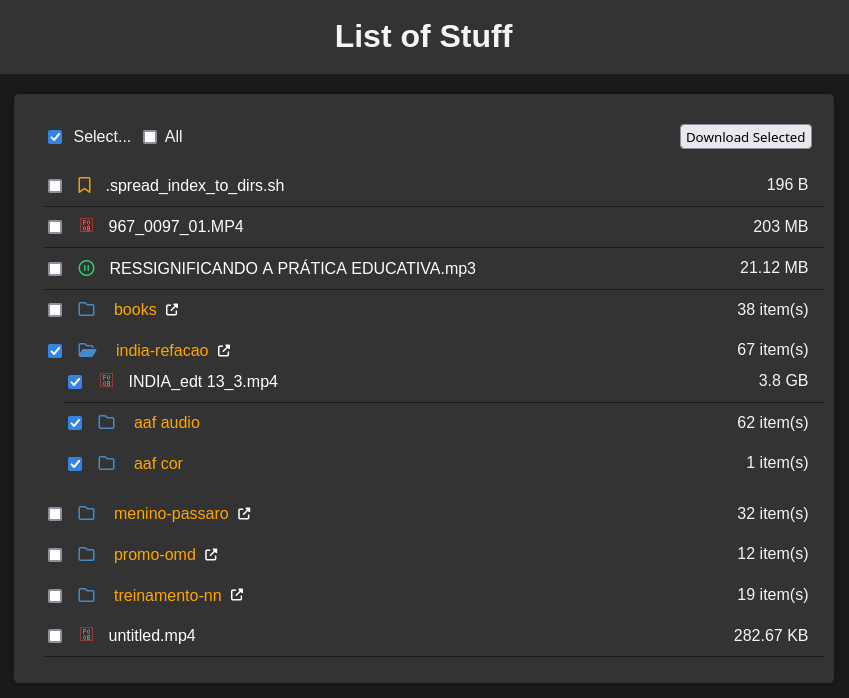 List of Stuff
Select... All Download Selected
.spread_index_to_dirs.sh 196 B
967_0097_01.MP4 203 MB
RESSIGNIFICANDO A PRÁTICA EDUCATIVA.mp3 21.12 MB
books 38 item(s)
india-refacao 67 item(s)
INDIA_edt 13_3.mp4 3.8 GB
aaf audio 62 item(s)
aaf cor 1 item(s)
menino-passaro 32 item(s)
promo-omd 12 item(s)
treinamento-nn 19 item(s)
untitled.mp4 282.67 KB